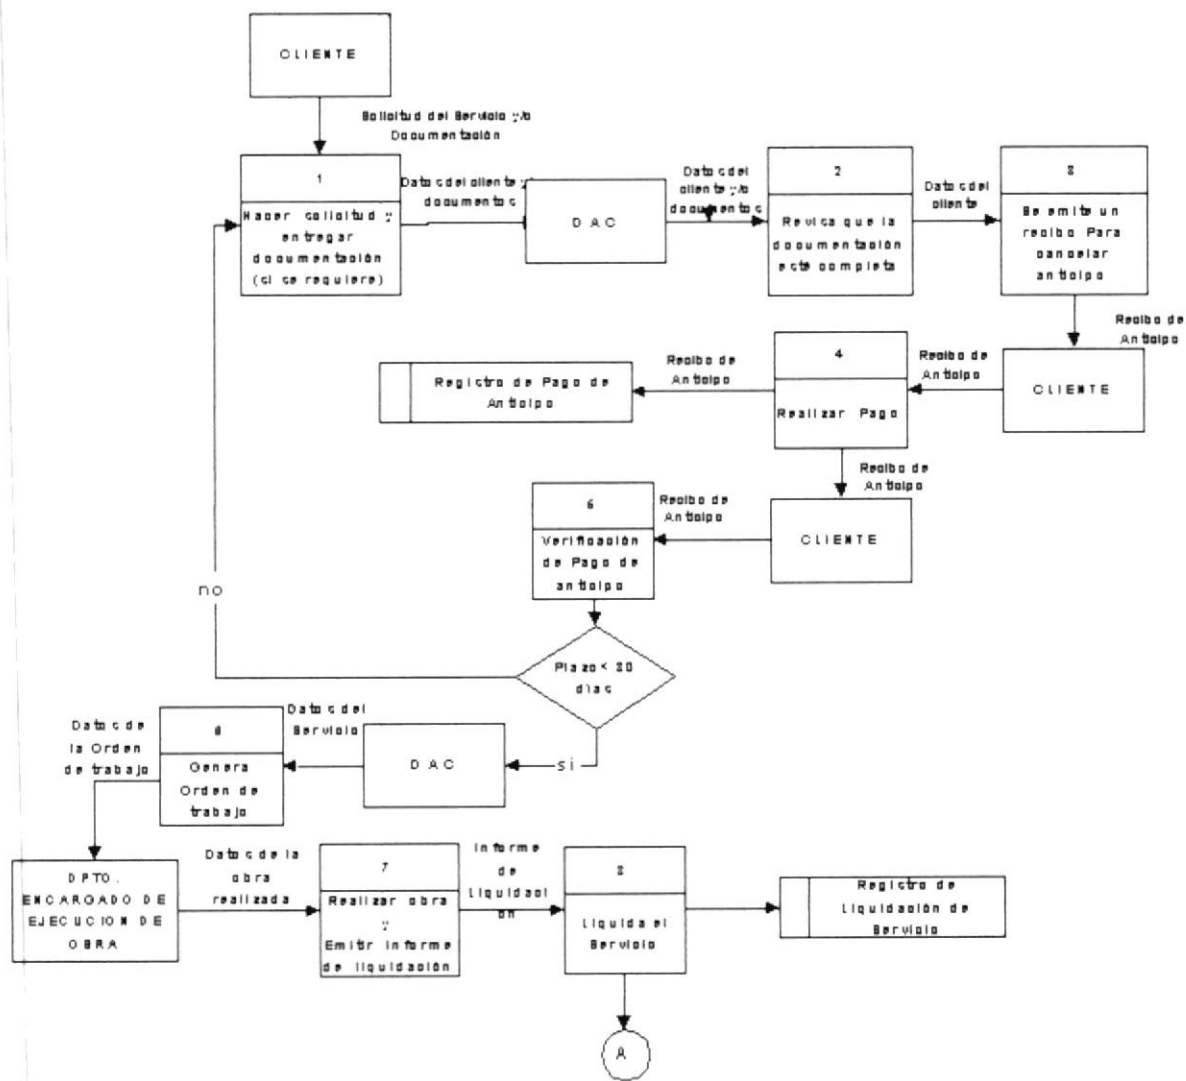 CLIENTE
Solicitud del Servicio y/o
Documentación
1
Hacer solicitud y
entregar
documentación
(si se requiere)
Datos del cliente y/
documentos
DAC
Datos del
cliente y/o
documentos
2
Revisa que la
documentación
esté completa
Datos del
cliente
3
Se emite un
recibo Para
cancelar
anticipo
Recibo de
Anticipo
CLIENTE
Recibo de
Anticipo
4
Realizar Pago
Recibo de
Anticipo
Registro de Pago de
Anticipo
Recibo de
Anticipo
CLIENTE
Recibo de
Anticipo
5
Verificación
de Pago de
anticipo
no
Plazo<
dias
si
DAC
Datos del
Servicio
6
Genera
Orden de
trabajo
Datos de
la Orden
de trabajo
DPTO.
ENCARGADO DE
EJECUCION DE
OBRA
Datos de la
obra
realizada
7
Realizar obra
y
Emitir informe
de liquidación
Informe
de
Liquidaci
ón
8
Liquida el
Servicio
Registro de
Liquidación de
Servicio
A